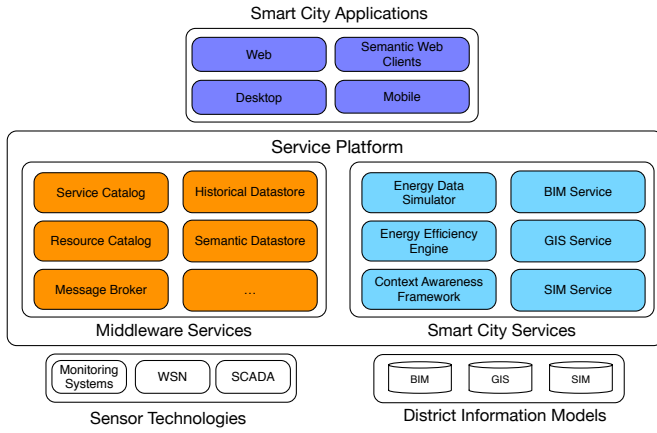 Smart City Applications
Web
Semantic Web
Clients
Desktop
Mobile
Service Platform
Service Catalog
Historical Datastore
Resource Catalog
Semantic Datastore
Message Broker
...
Middleware Services
Energy Data
Simulator
BIM Service
Energy Efficiency
Engine
GIS Service
Context Awareness
Framework
SIM Service
Smart City Services
Monitoring
Systems
WSN
SCADA
Sensor Technologies
BIM
GIS
SIM
District Information Models